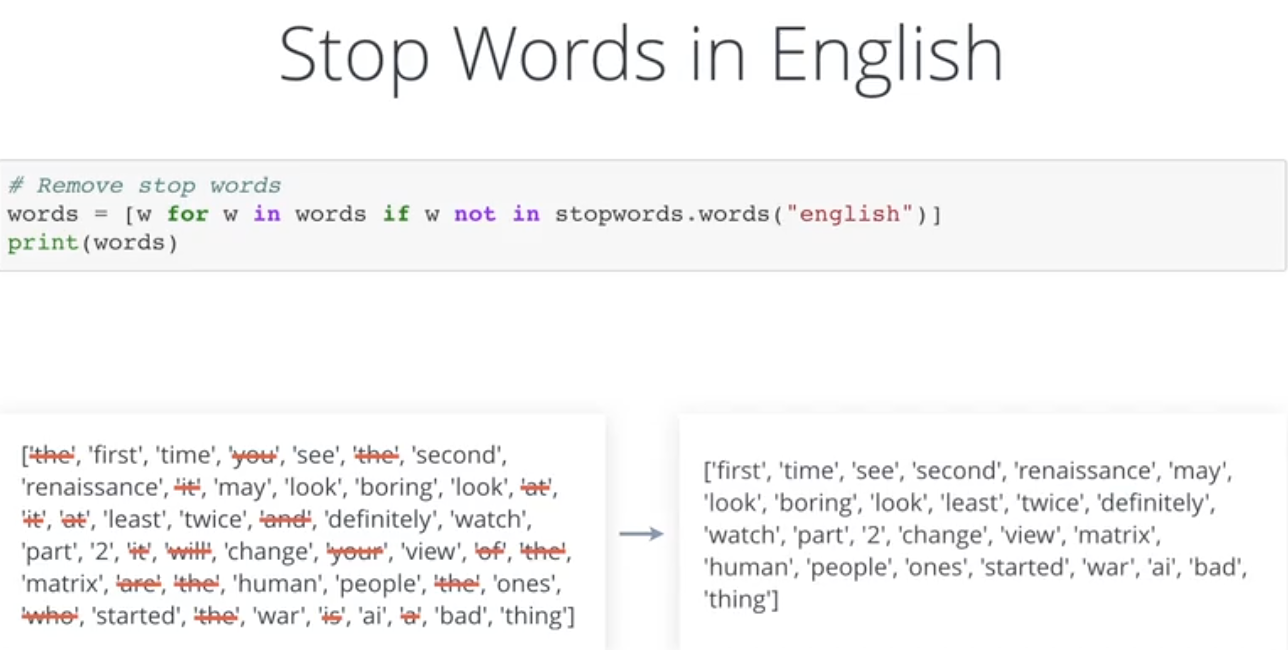 Stop Words in English
# Remove stop words
words = [w for w in words if w not in stopwords.words("english")]
print(words)
['the', 'first', 'time', 'you', 'see', 'the', 'second',
'renaissance', 'it', 'may', 'look', 'boring', 'look', 'at',
'it', 'at', 'least', 'twice', 'and', 'definitely', 'watch',
'part', '2', 'it', 'will', 'change', 'your', 'view', 'of', 'the',
'matrix', 'are', 'the', 'human', 'people', 'the', 'ones',
'who', 'started', 'the', 'war', 'is', 'ai', 'a', 'bad', 'thing']
['first', 'time', 'see', 'second', 'renaissance', 'may',
'look', 'boring', 'look', 'least', 'twice', 'definitely',
'watch', 'part', '2', 'change', 'view', 'matrix',
'human', 'people', 'ones', 'started', 'war', 'ai', 'bad',
'thing']